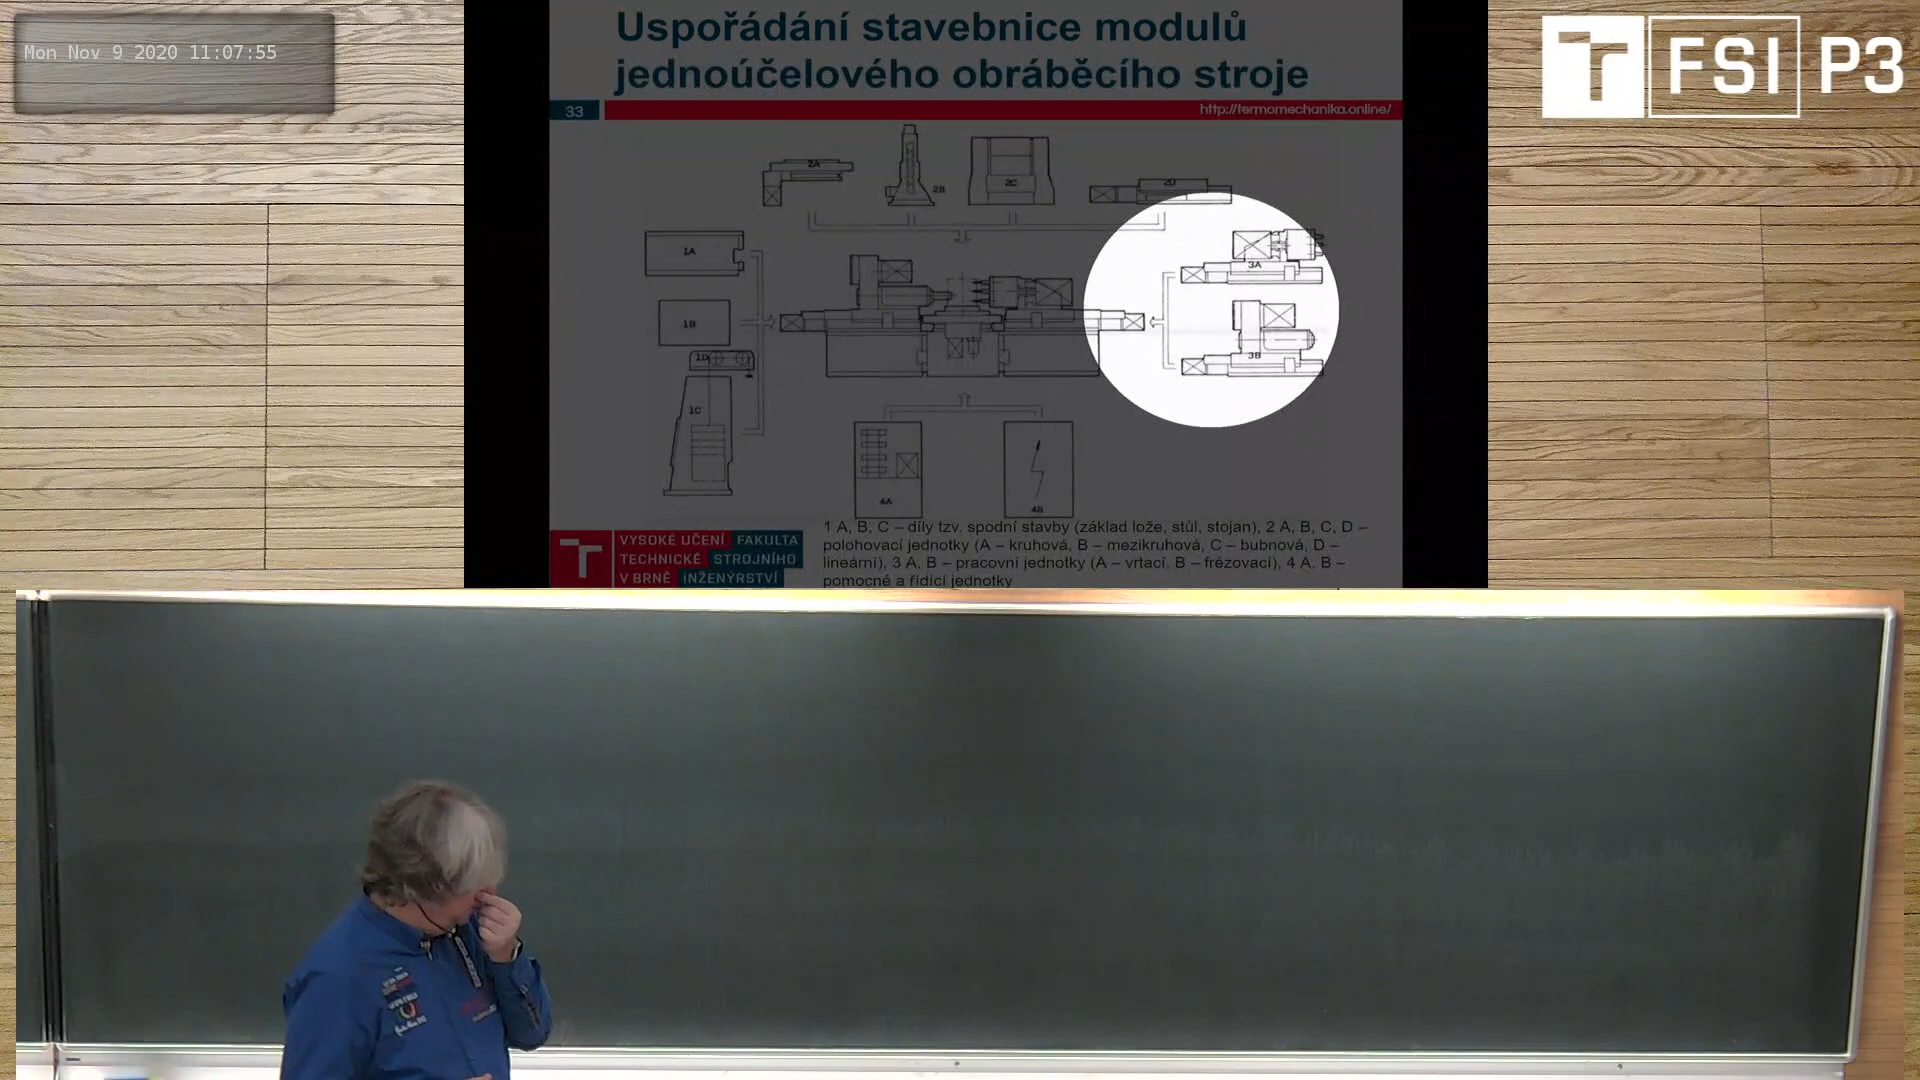 Mon Nov 9 2020 11:07:55
Uspořádání stavebnice modulů
jednoúčelového obráběcího stroje
33
http://termomechanika.online/
FSI P3
2A
2B
2C
2D
1A
3A
1B
3B
1D
1C
4A
4B
1 A, B, C – díly tzv. spodní stavby (základ lože, stůl, stojan), 2 A, B, C, D –
polohovací jednotky (A – kruhová, B – mezikruhová, C – bubnová, D –
lineární), 3 A, B – pracovní jednotky (A – vrtací, B – frézovací), 4 A, B –
pomocné a řídicí jednotky
VYSOKÉ UČENÍ FAKULTA
TECHNICKÉ STROJNÍHO
V BRNĚ INŽENÝRSTVÍ